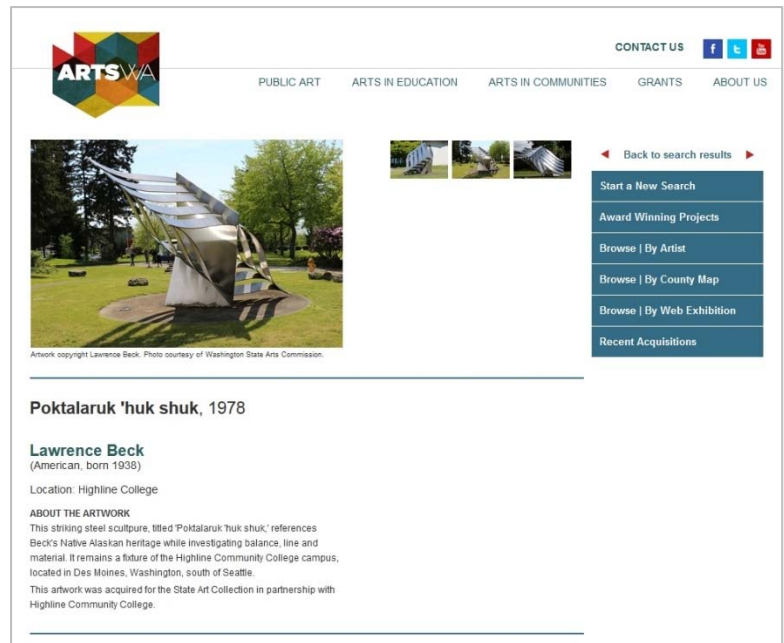 CONTACT US
ARTSWA
PUBLIC ART ARTS IN EDUCATION ARTS IN COMMUNITIES GRANTS ABOUT US
Back to search results
Start a New Search
Award Winning Projects
Browse | By Artist
Browse | By County Map
Browse | By Web Exhibition
Recent Acquisitions
Artwork copyright Lawrence Beck. Photo courtesy of Washington State Arts Commission.
Poktalaruk 'huk shuk, 1978
Lawrence Beck
(American, born 1938)
Location: Highline College
ABOUT THE ARTWORK
This striking steel scultpure, titled 'Poktalaruk 'huk shuk,' references
Beck's Native Alaskan heritage while investigating balance, line and
material. It remains a fixture of the Highline Community College campus,
located in Des Moines, Washington, south of Seattle.
This artwork was acquired for the State Art Collection in partnership with
Highline Community College.